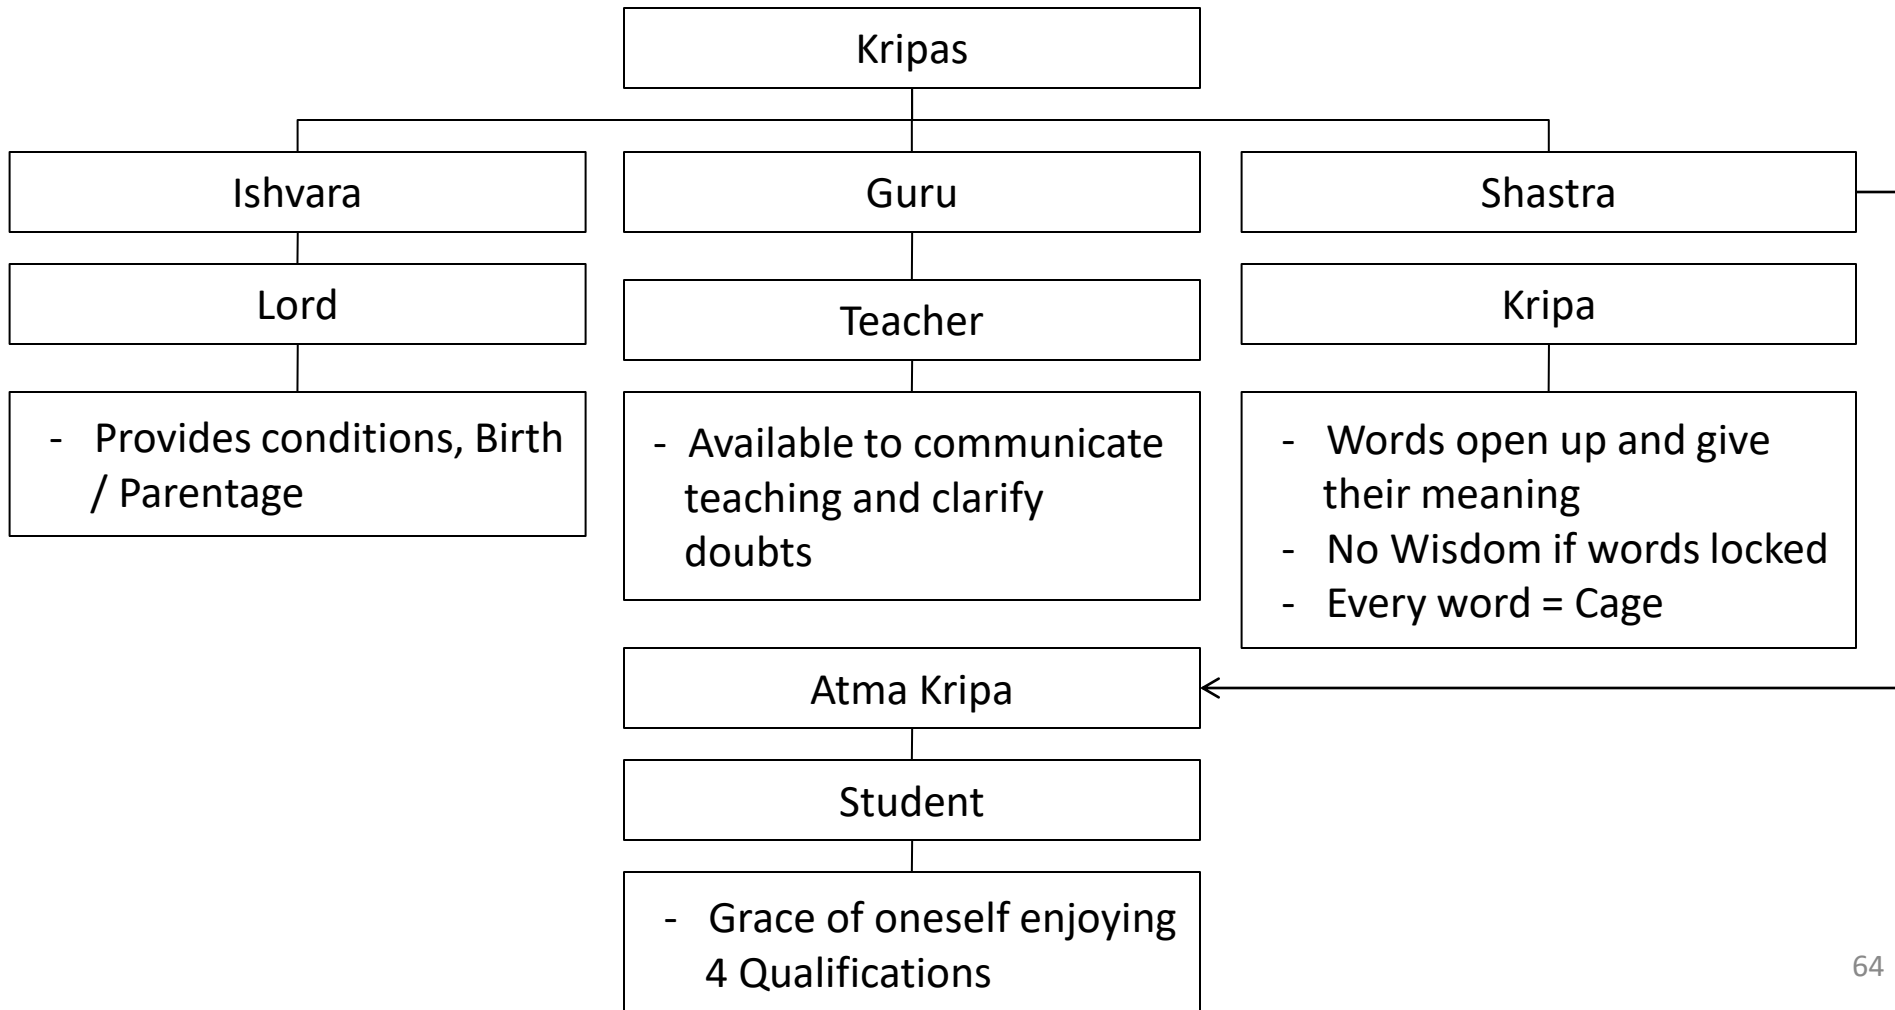 Kripas
Ishvara
Guru
Shastra
Lord
Teacher
Kripa
- Provides conditions, Birth
/ Parentage
- Available to communicate
teaching and clarify
doubts
- Words open up and give
their meaning
- No Wisdom if words locked
- Every word = Cage
Atma Kripa
Student
- Grace of oneself enjoying
4 Qualifications
64